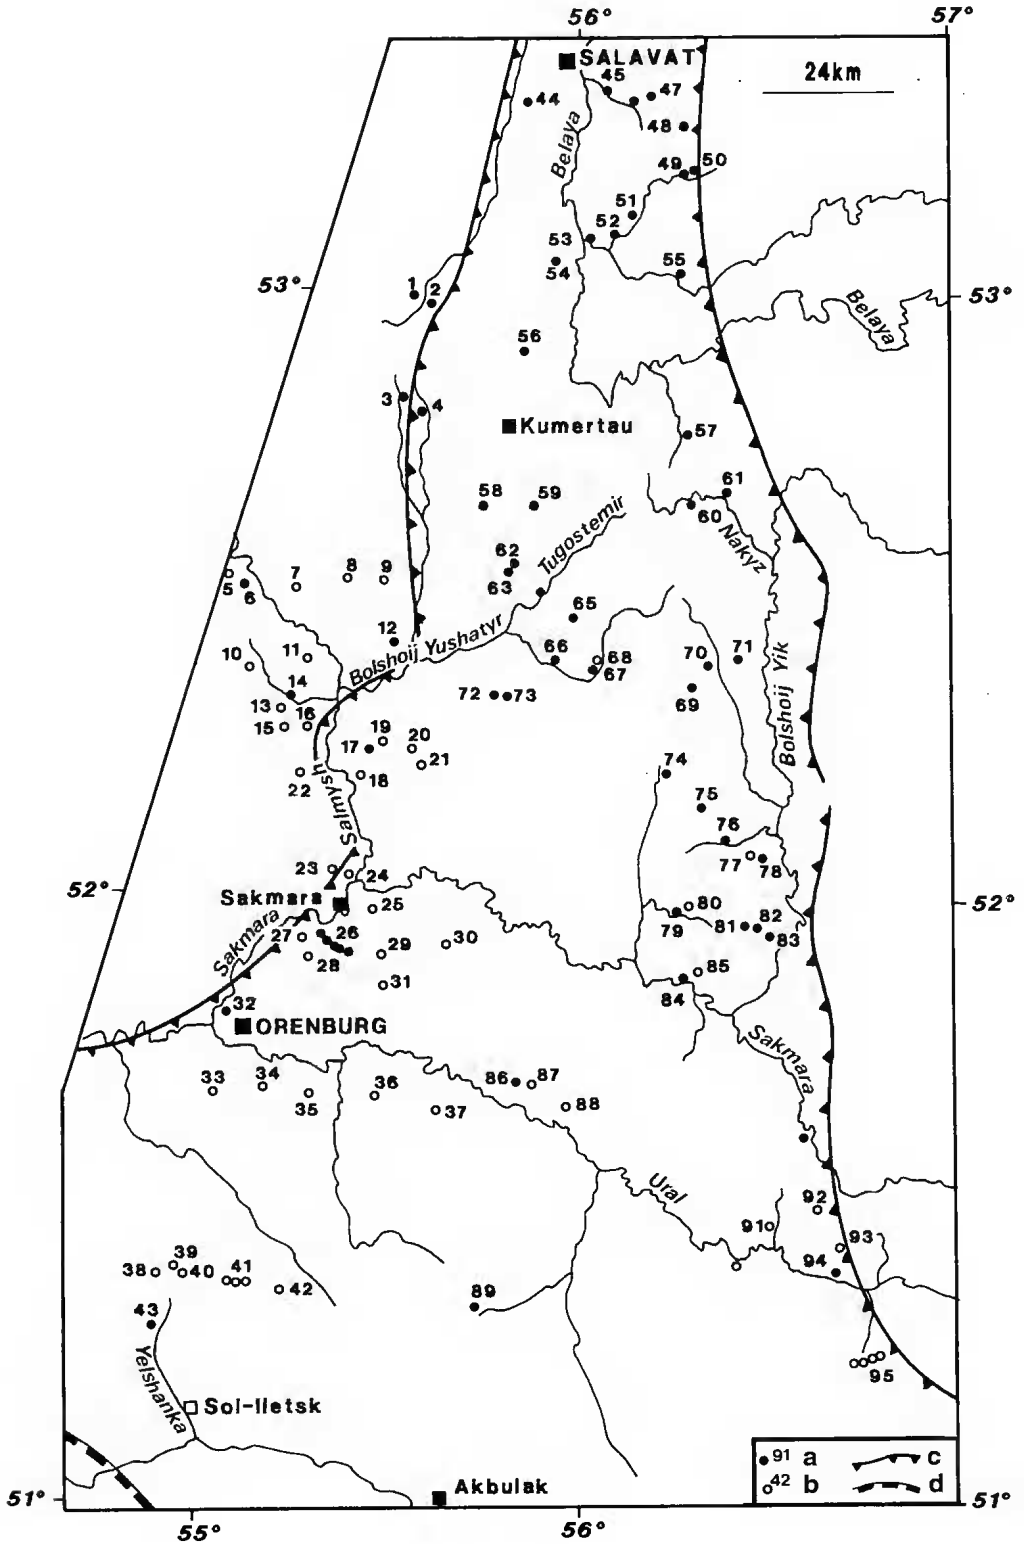 56° 57°
SALAVAT
24km
45 47
44
48
Belaya
49 50
51
52
53
54
55
53° 53°
1 2
Belaya
56
3 4
Kumertau
57
58 59
61
60
Nakyz
Tugostemir
62
63
5 6 7 8 9
65
12
Bolshoij Yushatyr
10 11
66 68
67
70 71
69
Bolshoij Yik
14
13 16
15
72 73
17 19 20
21
18
22
Salmysh
74
75
76
77 78
23 24
52° 52°
Sakmara
25
80
79
81 82
83
Sakmara
27 26
28 29 30
31
85
84
32
ORENBURG
Sakmara
33 34
35 36
37
86 87
88
Ural
92
91
93
94
39
38 40 41
42
43
89
95
Yelshanka
Sol-Iletsk
91 a c
42 b d
Akbulak
51° 51°
55° 56°